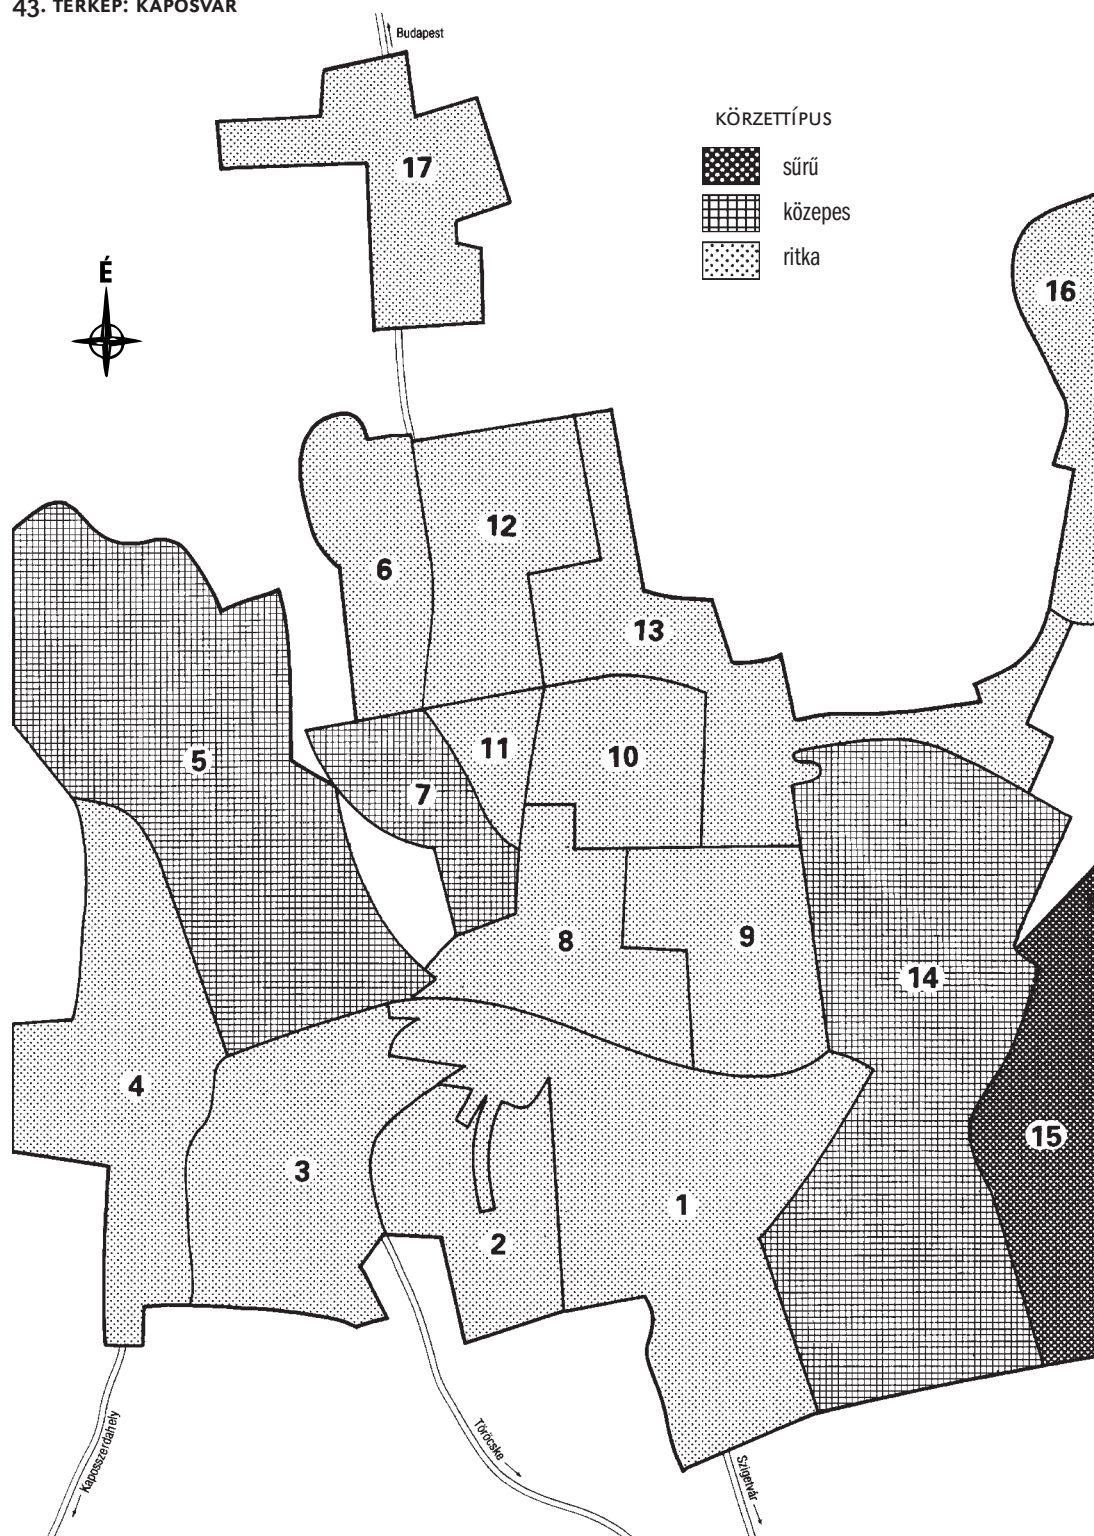 43. TÉRKÉP: KAPOSVÁR
Budapest
KÖRZETTÍPUS
sűrű
közepes
ritka
17
16
É
12
6
13
5
11
10
7
8
9
14
4
15
3
1
2
Kaposszerdahely
Töröcske
Szigetvár